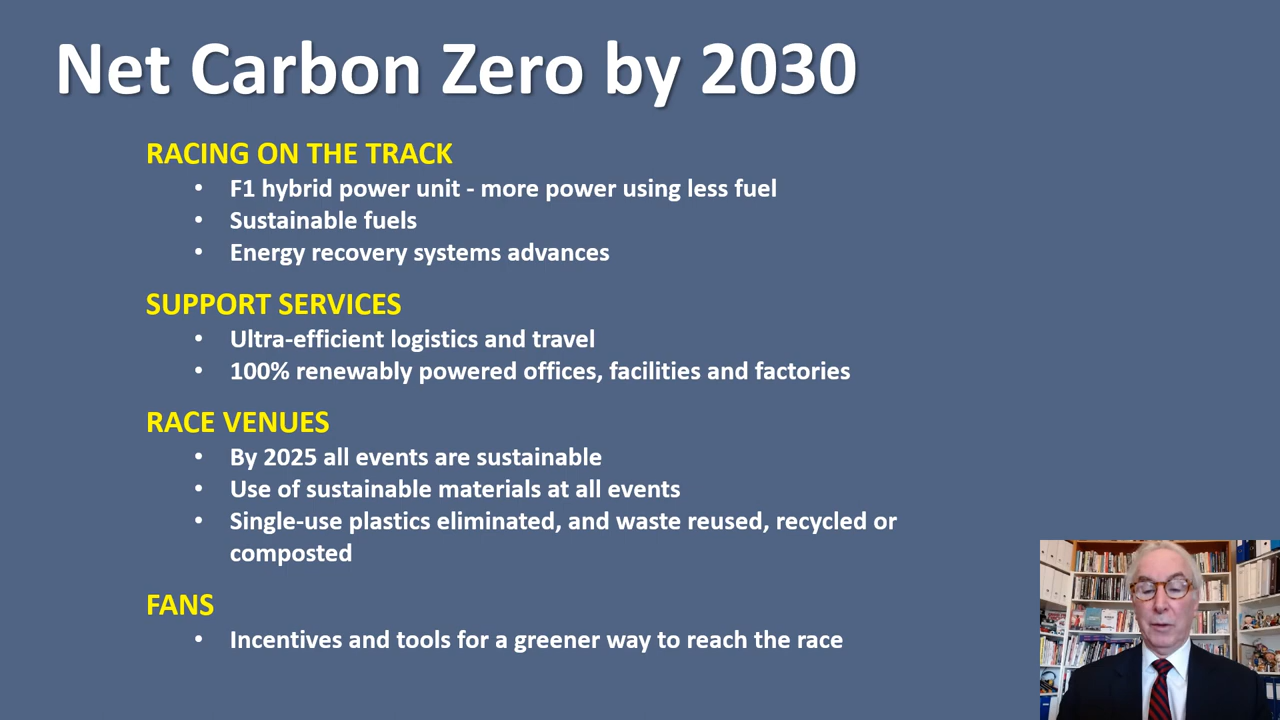 Net Carbon Zero by 2030
RACING ON THE TRACK
• F1 hybrid power unit - more power using less fuel
• Sustainable fuels
• Energy recovery systems advances
SUPPORT SERVICES
• Ultra-efficient logistics and travel
• 100% renewably powered offices, facilities and factories
RACE VENUES
• By 2025 all events are sustainable
• Use of sustainable materials at all events
• Single-use plastics eliminated, and waste reused, recycled or
composted
FANS
• Incentives and tools for a greener way to reach the race